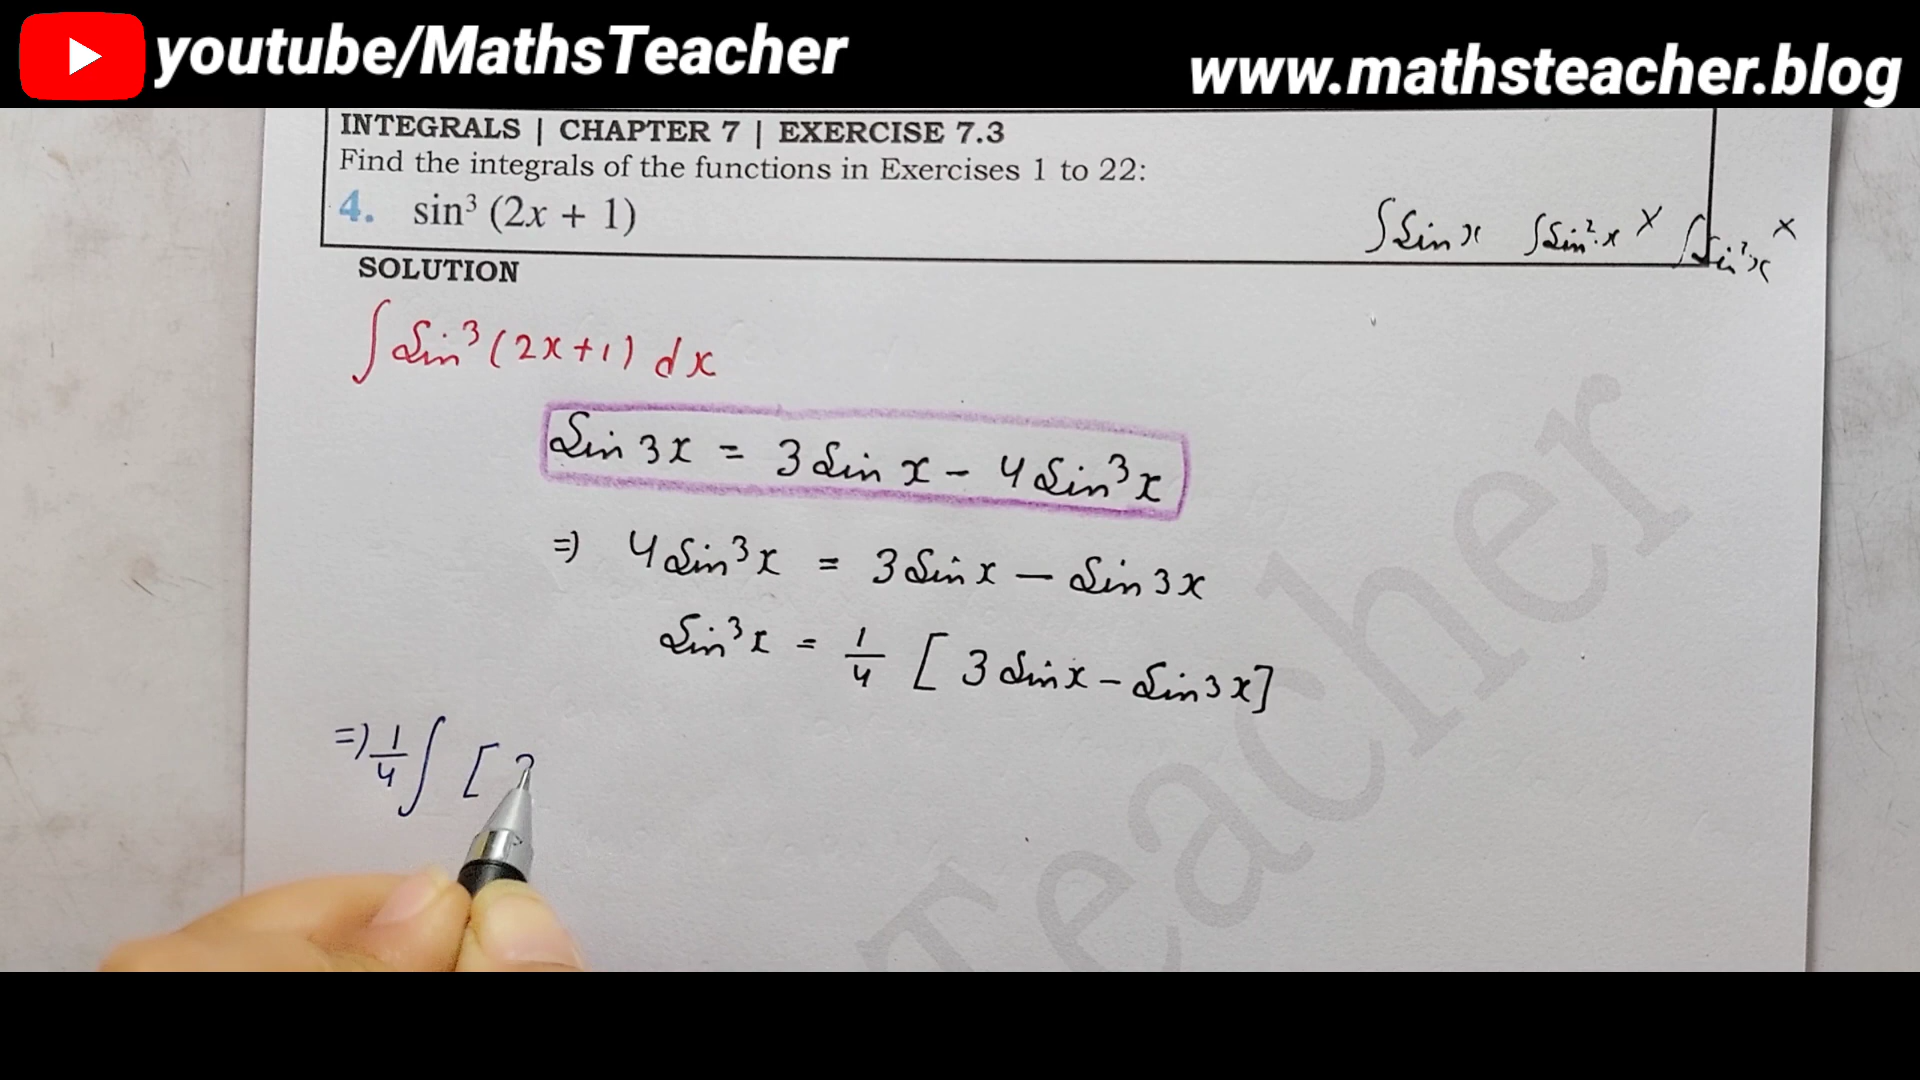 youtube/MathsTeacher
www.mathsteacher.blog
INTEGRALS | CHAPTER 7 | EXERCISE 7.3
Find the integrals of the functions in Exercises 1 to 22:
4. sin³ (2x + 1)
∫Sin x ∫Sin²x × ∫Sin³x ×
SOLUTION
∫Sin³(2x+1) dx
Sin 3x = 3 Sin x - 4 Sin³x
⇒ 4 Sin³x = 3 Sin x - Sin 3x
Sin³x = 1/4 [ 3 Sin x - Sin 3x ]
⇒ 1/4 ∫ [
Teacher